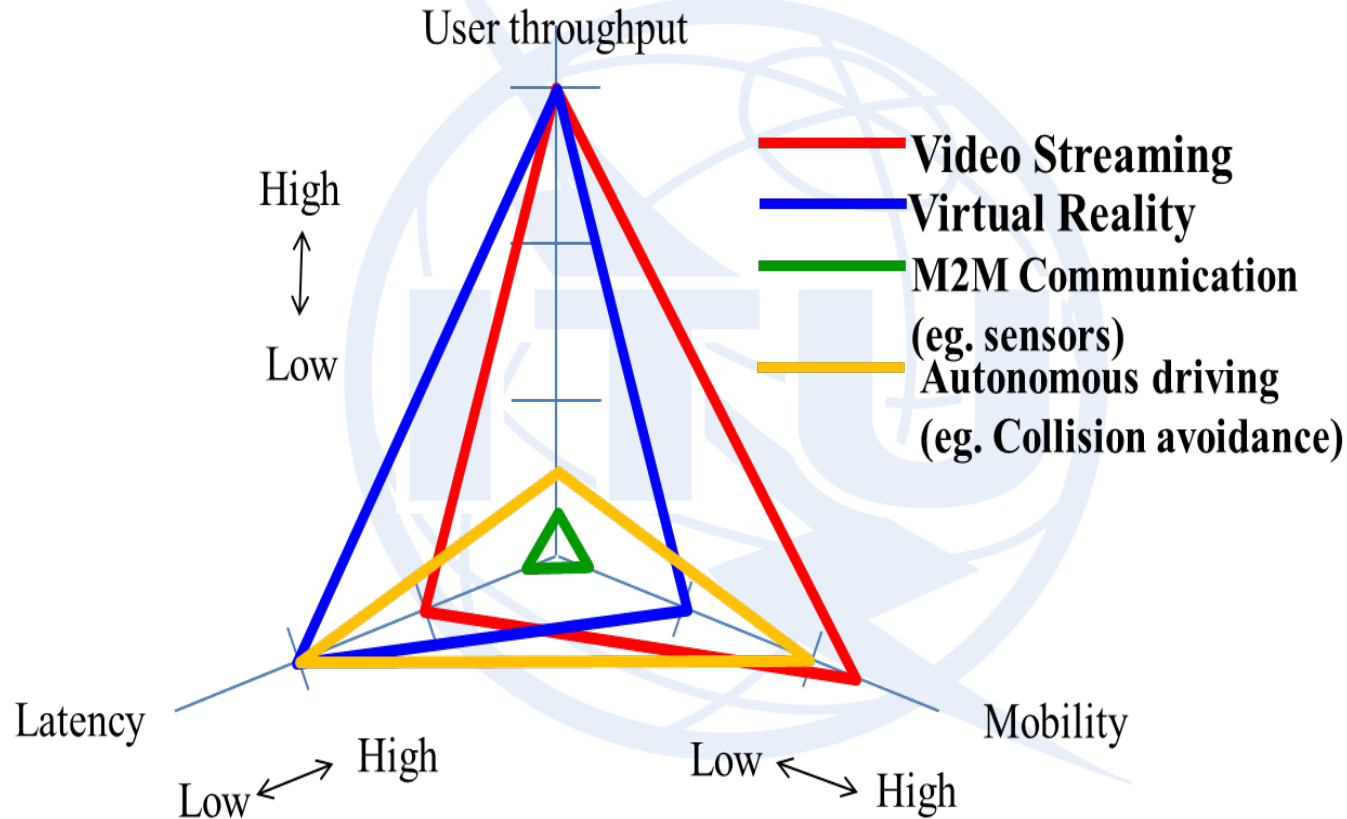 User throughput
High
Low
Video Streaming
Virtual Reality
M2M Communication
(eg. sensors)
Autonomous driving
(eg. Collision avoidance)
ITU
Latency
Low
High
Mobility
Low
High